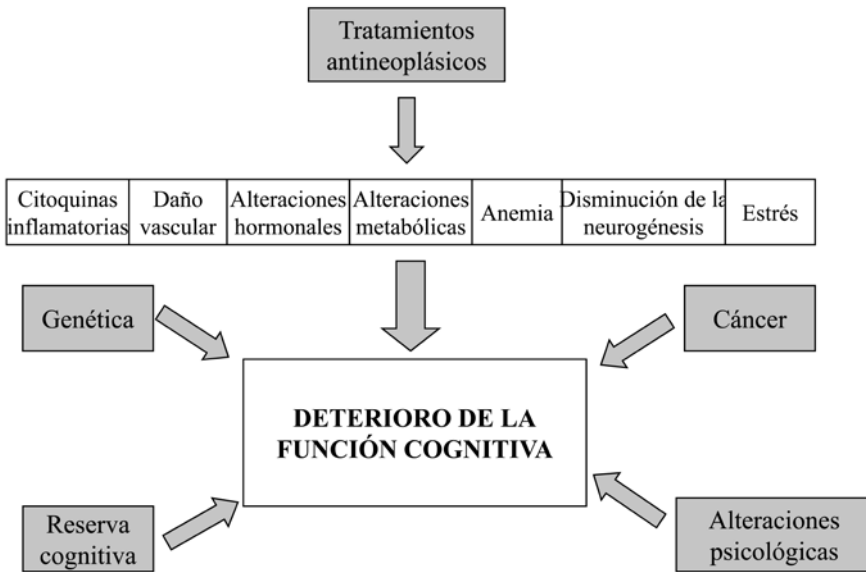 Tratamientos
antineoplásicos
Citoquinas
inflamatorias
Daño
vascular
Alteraciones
hormonales
Alteraciones
metabólicas
Anemia
Disminución de la
neurogénesis
Estrés
Genética
Cáncer
DETERIORO DE LA
FUNCIÓN COGNITIVA
Reserva
cognitiva
Alteraciones
psicológicas